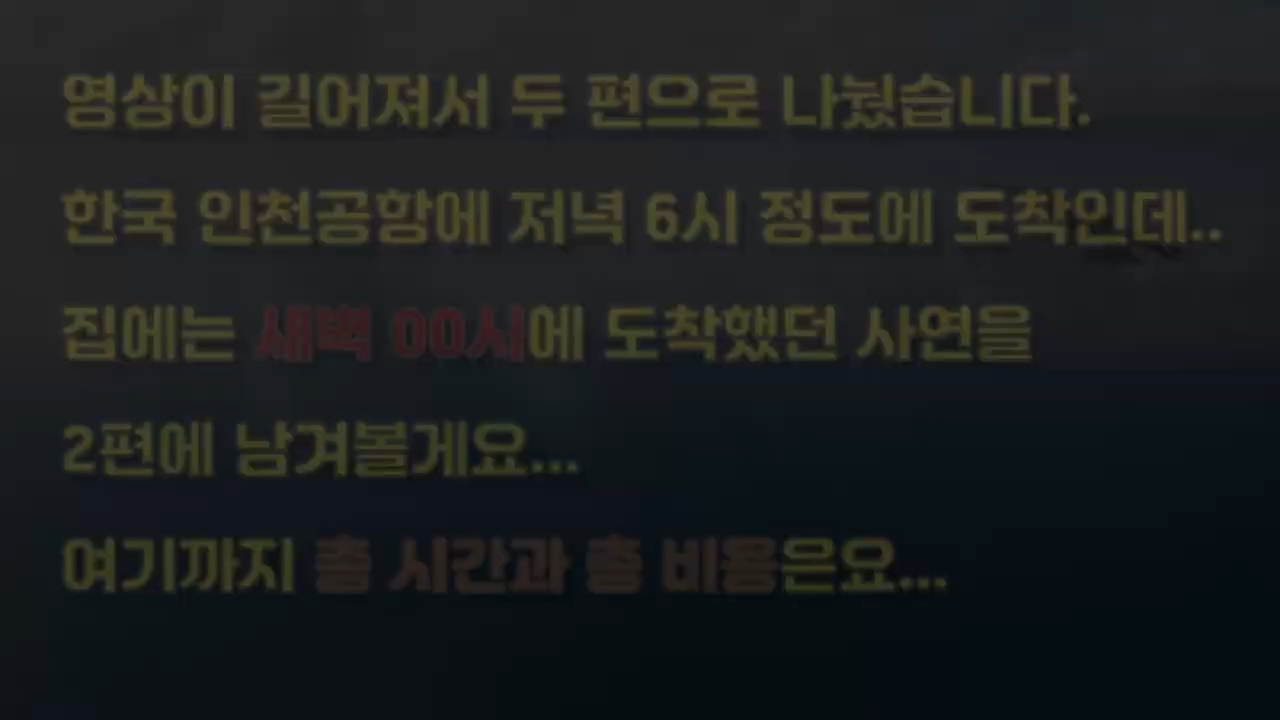 영상이 길어져서 두 편으로 나눴습니다.
한국 인천공항에 저녁 6시 정도에 도착인데..
집에는 새벽 00시에 도착했던 사연을
2편에 남겨볼게요...
여기까지 총 시간과 총 비용은요...